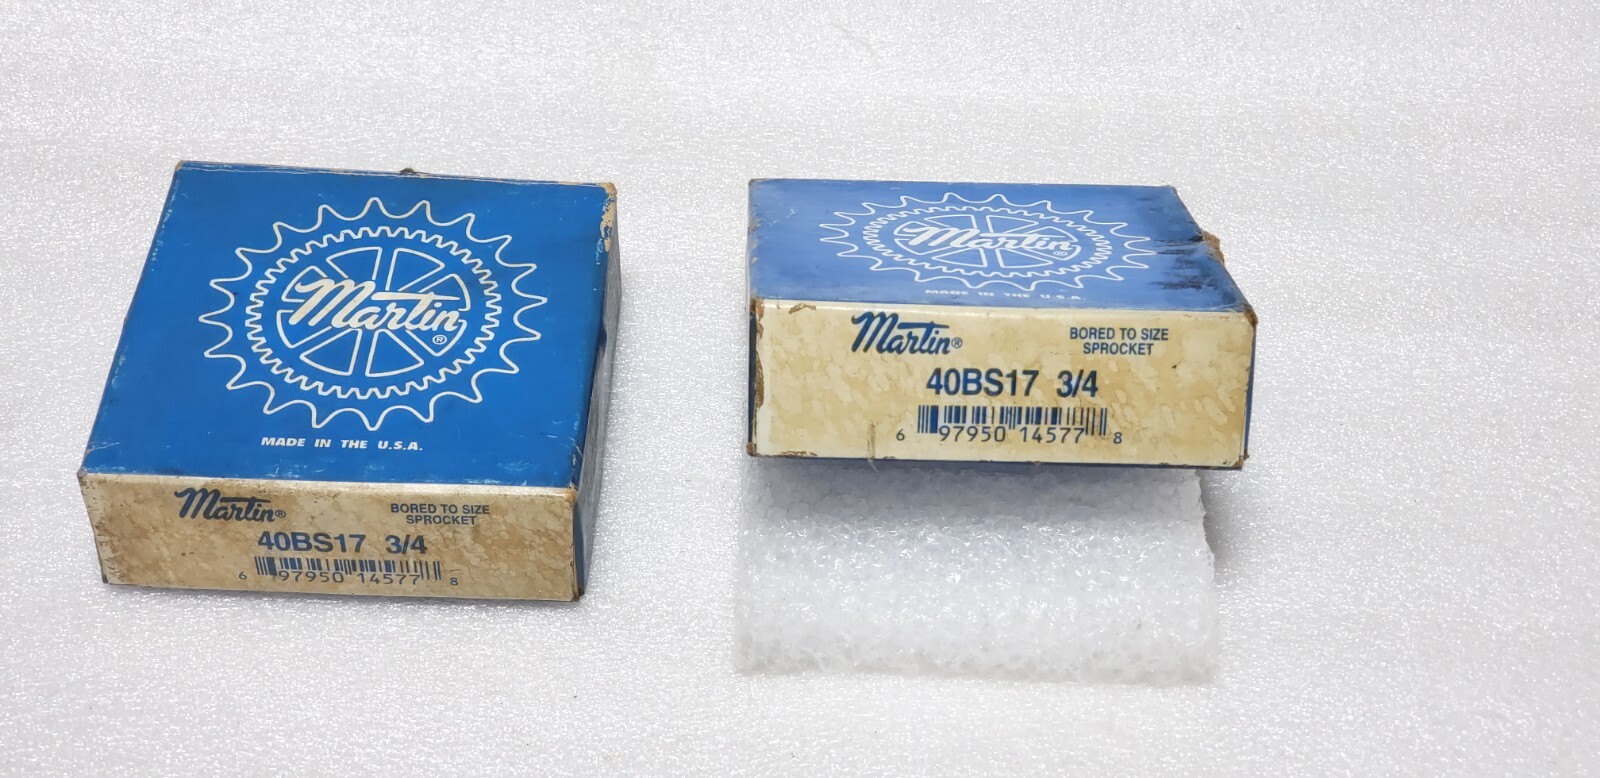 Martin®
MADE IN THE U.S.A.
Martin®
BORED TO SIZE
SPROCKET
40BS17 3/4
6 97950 14577 8
Martin®
MADE IN THE U.S.A.
Martin®
BORED TO SIZE
SPROCKET
40BS17 3/4
6 97950 14577 8